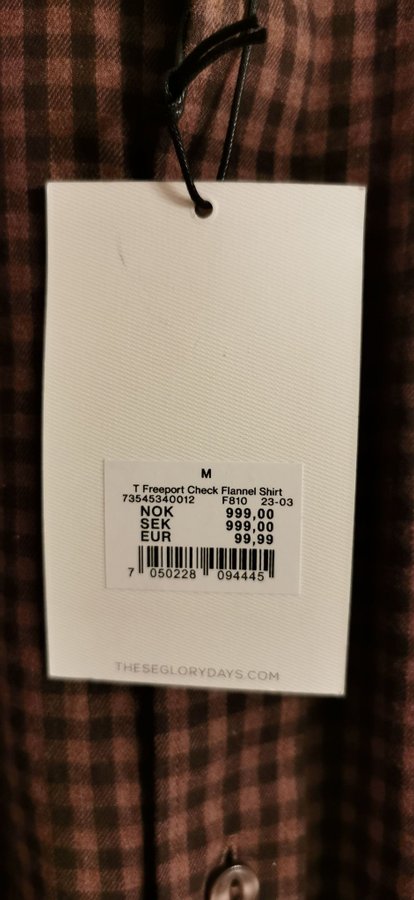 M
T Freeport Check Flannel Shirt
73545340012 F810 23-03
NOK 999,00
SEK 999,00
EUR 99,99
7 050228 094445
THESEGLORYDAYS.COM